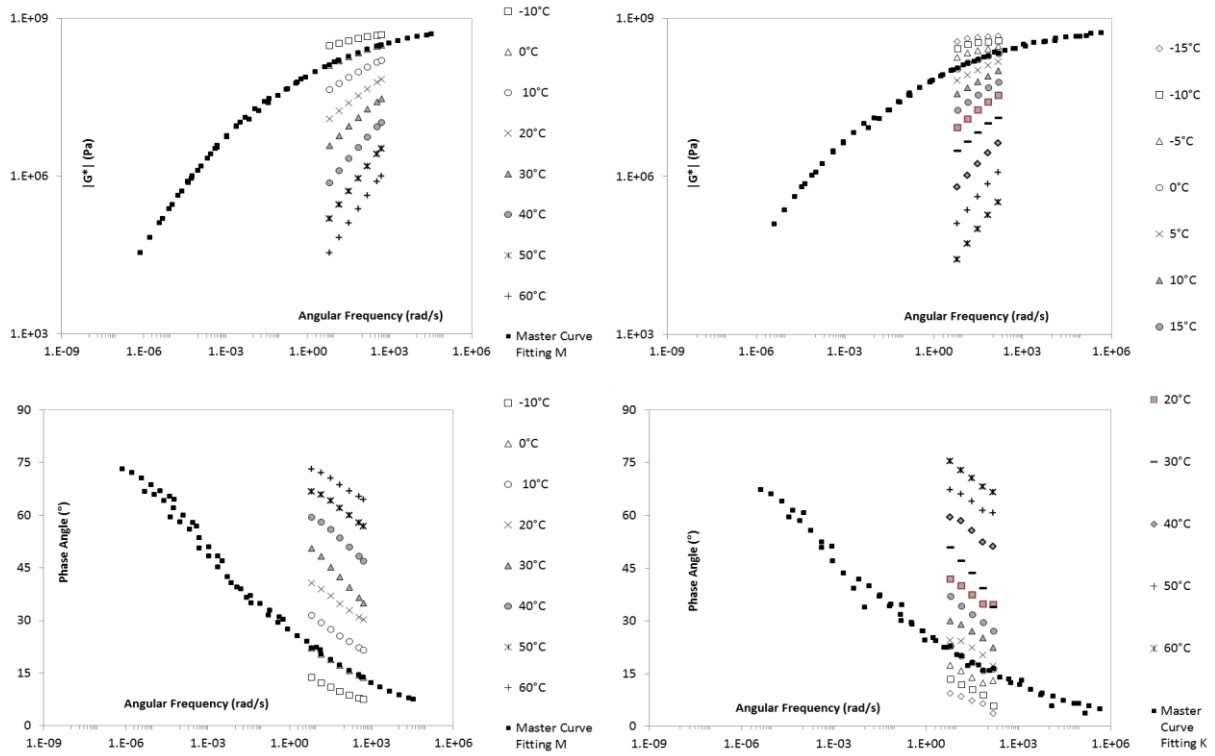 1.E+09
1.E+06
1.E+03
|G*| (Pa)
Angular Frequency (rad/s)
1.E-09
1.E-06
1.E-03
1.E+00
1.E+03
1.E+06
-10°C
0°C
10°C
20°C
30°C
40°C
50°C
60°C
Master Curve
Fitting M
1.E+09
1.E+06
1.E+03
|G*| (Pa)
Angular Frequency (rad/s)
1.E-09
1.E-06
1.E-03
1.E+00
1.E+03
1.E+06
-15°C
-10°C
-5°C
0°C
5°C
10°C
15°C
90
75
60
45
30
15
0
Phase Angle (°)
Angular Frequency (rad/s)
1.E-09
1.E-06
1.E-03
1.E+00
1.E+03
1.E+06
-10°C
0°C
10°C
20°C
30°C
40°C
50°C
60°C
Master Curve
Fitting M
90
75
60
45
30
15
0
Phase Angle (°)
Angular Frequency (rad/s)
1.E-09
1.E-06
1.E-03
1.E+00
1.E+03
1.E+06
20°C
30°C
40°C
50°C
60°C
Master
Curve
Fitting K